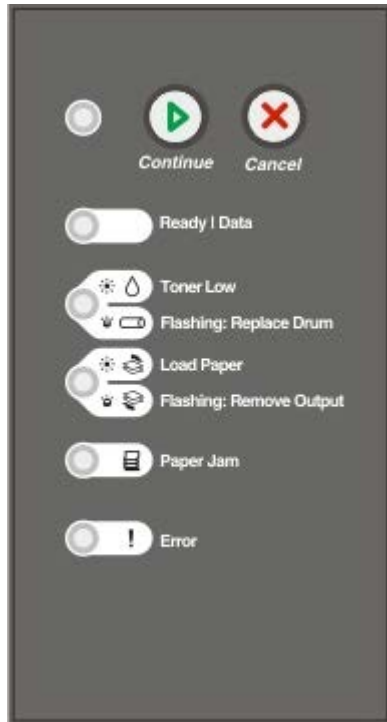 Continue Cancel
Ready | Data
Toner Low
Flashing: Replace Drum
Load Paper
Flashing: Remove Output
Paper Jam
! Error